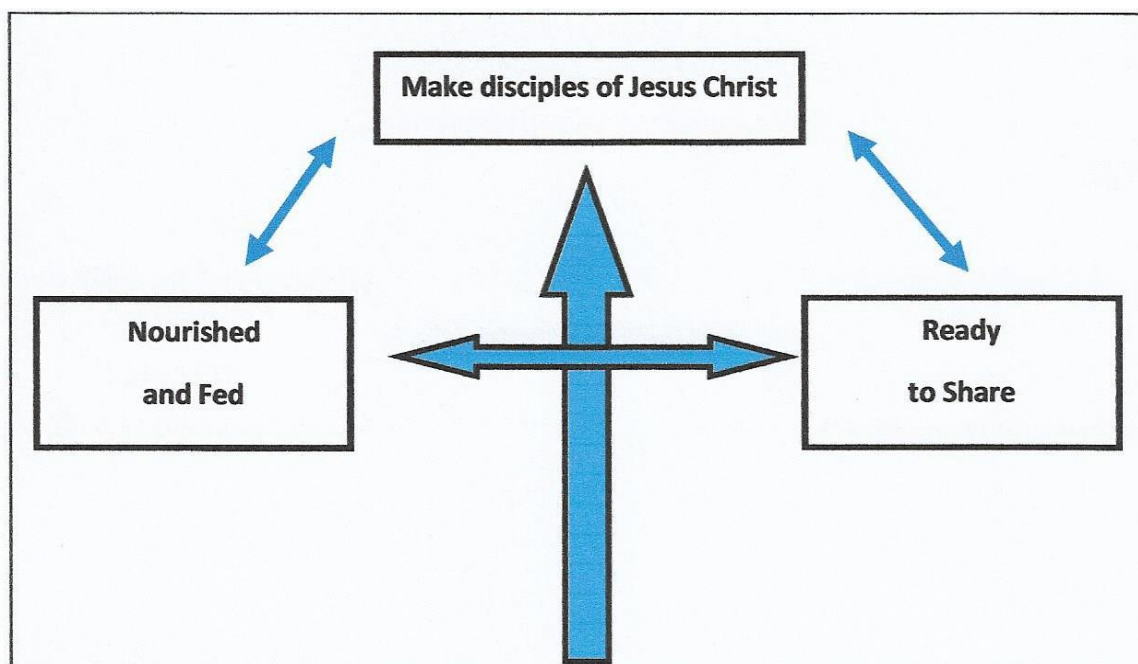 Make disciples of Jesus Christ
Nourished
and Fed
Ready
to Share